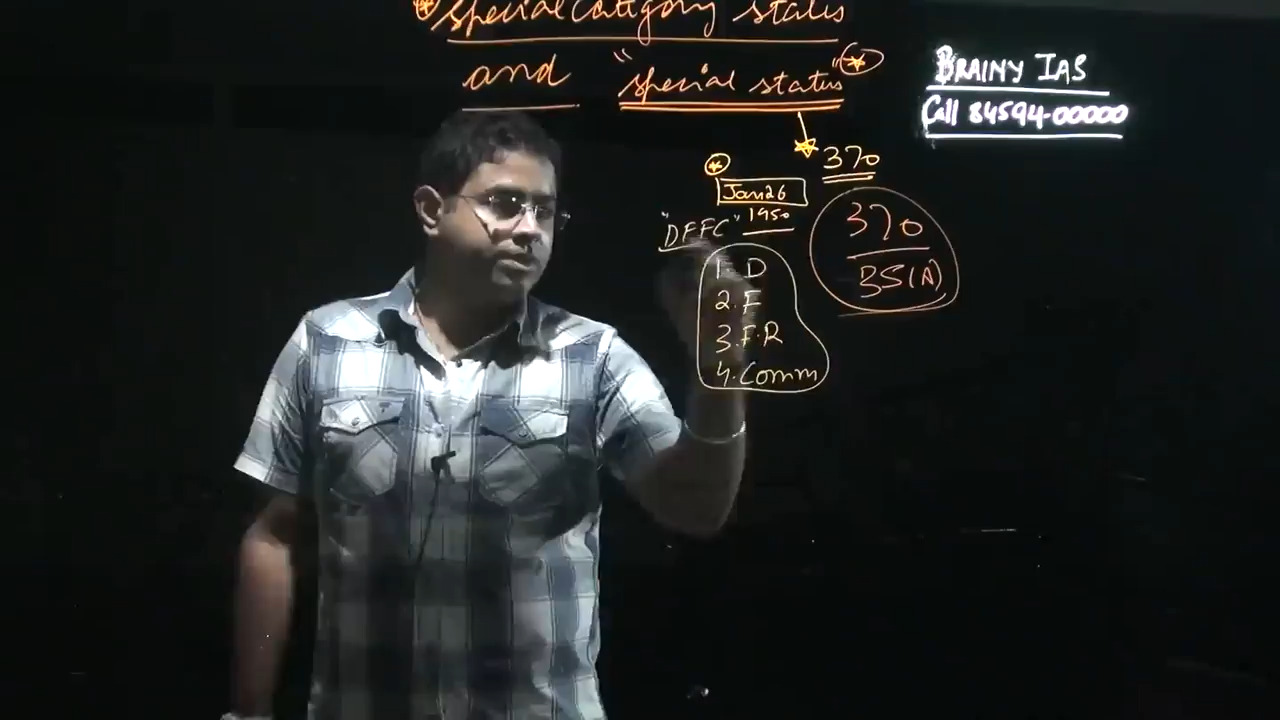 special category status
and "special status"
BRAINY IAS
Call 84594-00000
370
Jan 26
1950
"DFFC"
370
35(A)
1. D
2. F
3. F.R
4. Comm